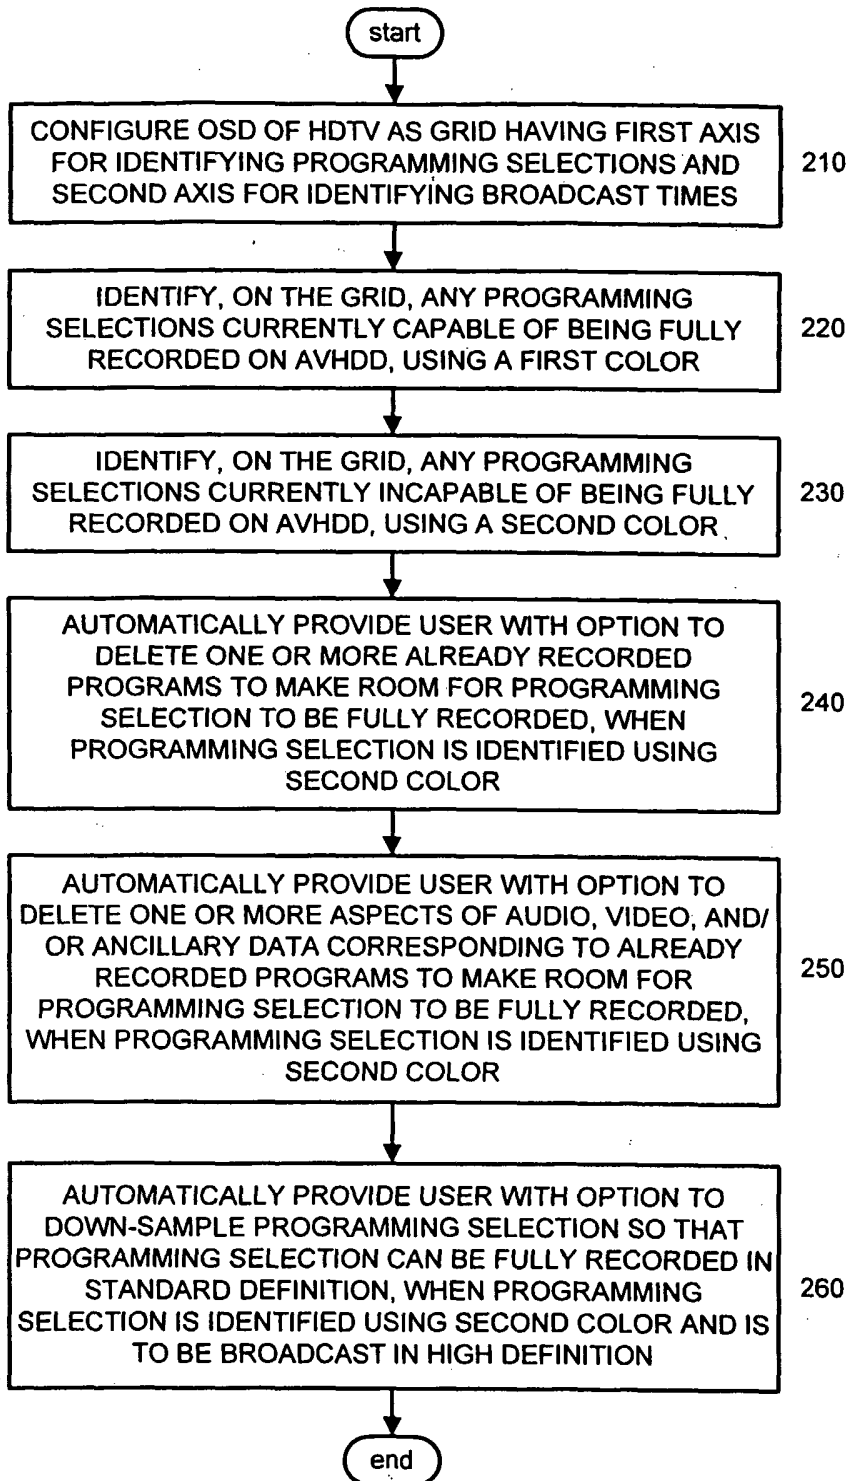 start
CONFIGURE OSD OF HDTV AS GRID HAVING FIRST AXIS
FOR IDENTIFYING PROGRAMMING SELECTIONS AND
SECOND AXIS FOR IDENTIFYING BROADCAST TIMES
210
IDENTIFY, ON THE GRID, ANY PROGRAMMING
SELECTIONS CURRENTLY CAPABLE OF BEING FULLY
RECORDED ON AVHDD, USING A FIRST COLOR
220
IDENTIFY, ON THE GRID, ANY PROGRAMMING
SELECTIONS CURRENTLY INCAPABLE OF BEING FULLY
RECORDED ON AVHDD, USING A SECOND COLOR
230
AUTOMATICALLY PROVIDE USER WITH OPTION TO
DELETE ONE OR MORE ALREADY RECORDED
PROGRAMS TO MAKE ROOM FOR PROGRAMMING
SELECTION TO BE FULLY RECORDED, WHEN
PROGRAMMING SELECTION IS IDENTIFIED USING
SECOND COLOR
240
AUTOMATICALLY PROVIDE USER WITH OPTION TO
DELETE ONE OR MORE ASPECTS OF AUDIO, VIDEO, AND/
OR ANCILLARY DATA CORRESPONDING TO ALREADY
RECORDED PROGRAMS TO MAKE ROOM FOR
PROGRAMMING SELECTION TO BE FULLY RECORDED,
WHEN PROGRAMMING SELECTION IS IDENTIFIED USING
SECOND COLOR
250
AUTOMATICALLY PROVIDE USER WITH OPTION TO
DOWN-SAMPLE PROGRAMMING SELECTION SO THAT
PROGRAMMING SELECTION CAN BE FULLY RECORDED IN
STANDARD DEFINITION, WHEN PROGRAMMING
SELECTION IS IDENTIFIED USING SECOND COLOR AND IS
TO BE BROADCAST IN HIGH DEFINITION
260
end